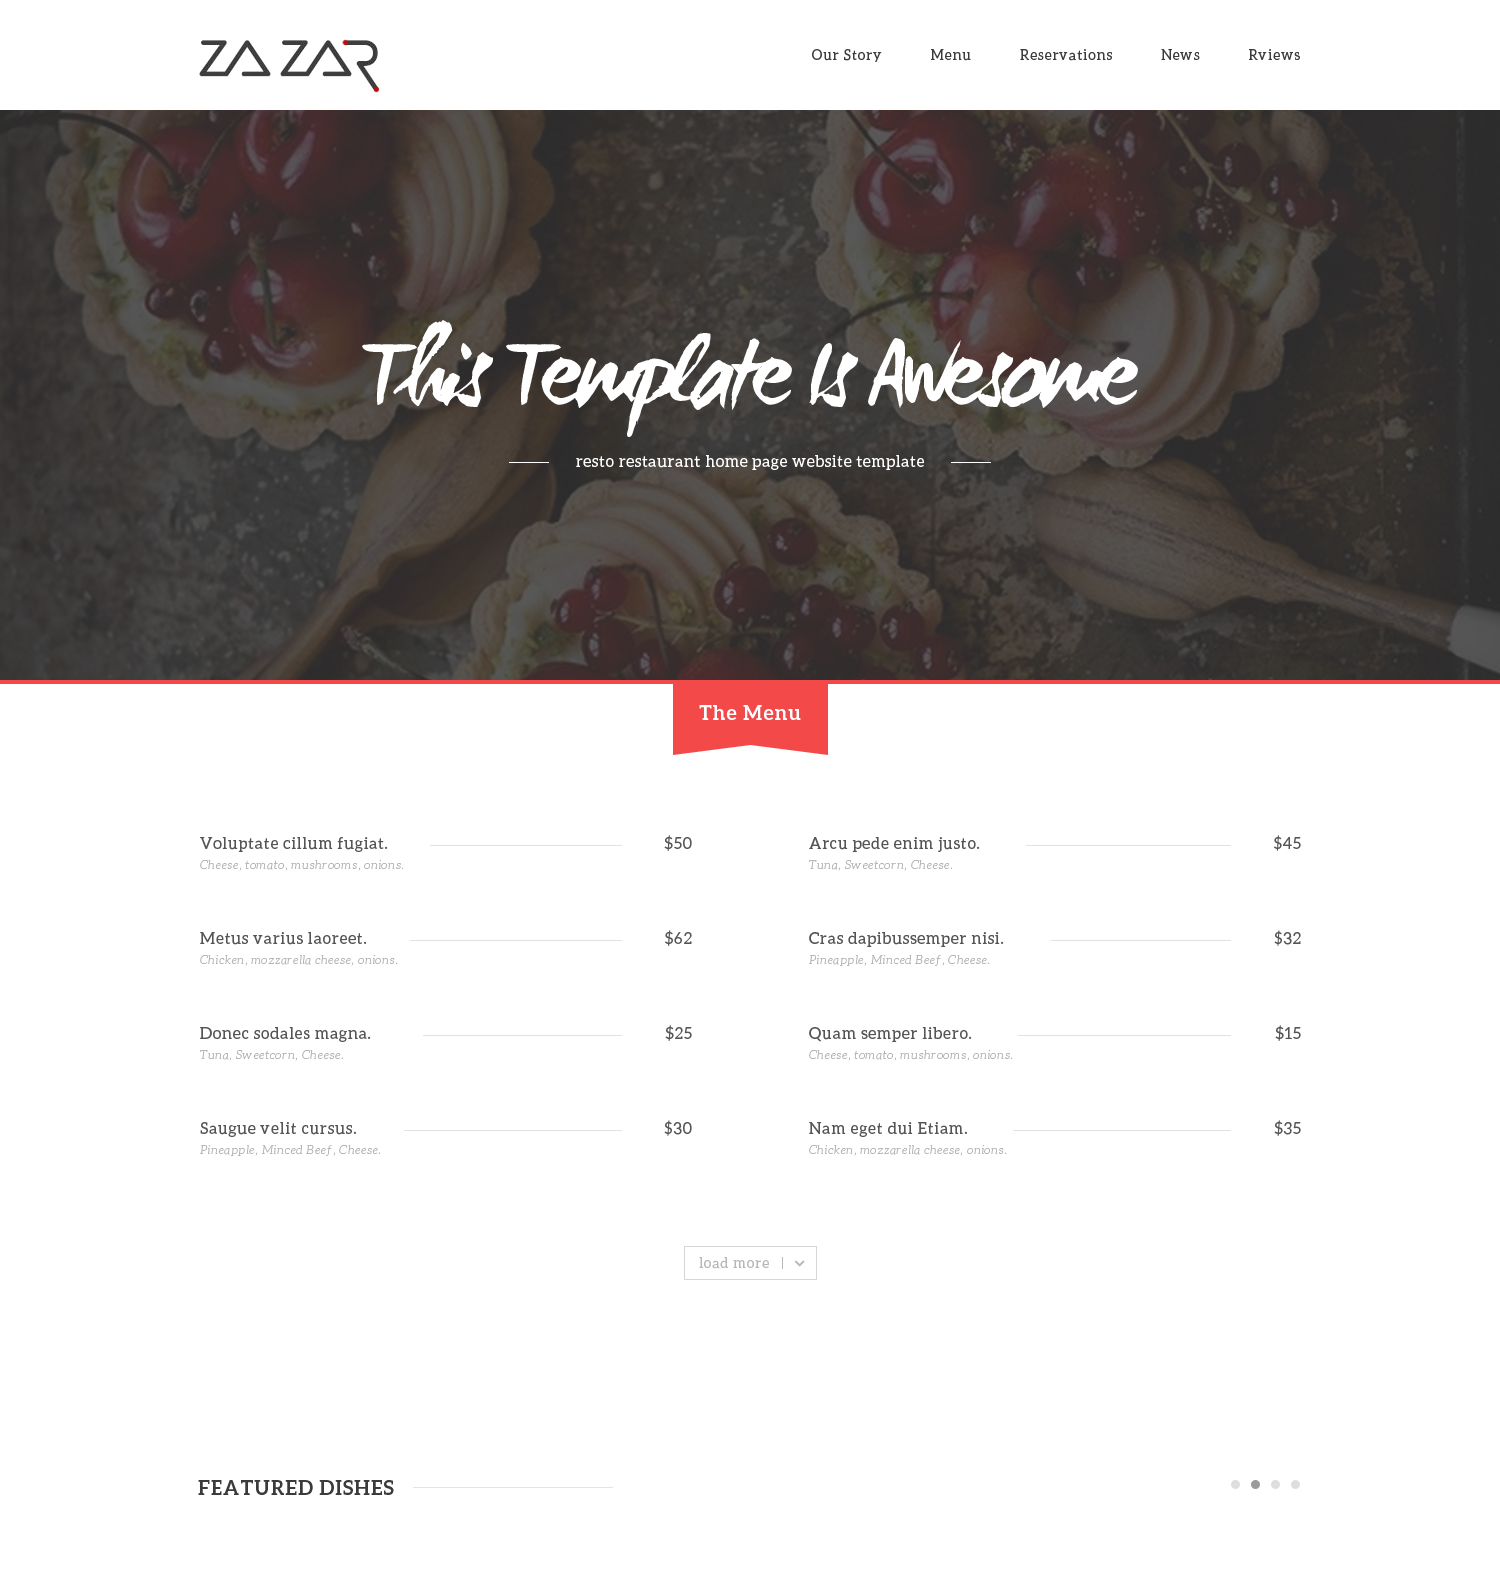 ZAZAR
Our Story Menu Reservations News Rviews
This Template Is Awesome
resto restaurant home page website template
The Menu
Voluptate cillum fugiat. $50
Cheese, tomato, mushrooms, onions.
Arcu pede enim justo. $45
Tuna, Sweetcorn, Cheese.
Metus varius laoreet. $62
Chicken, mozzarella cheese, onions.
Cras dapibussemper nisi. $32
Pineapple, Minced Beef, Cheese.
Donec sodales magna. $25
Tuna, Sweetcorn, Cheese.
Quam semper libero. $15
Cheese, tomato, mushrooms, onions.
Saugue velit cursus. $30
Pineapple, Minced Beef, Cheese.
Nam eget dui Etiam. $35
Chicken, mozzarella cheese, onions.
load more
FEATURED DISHES